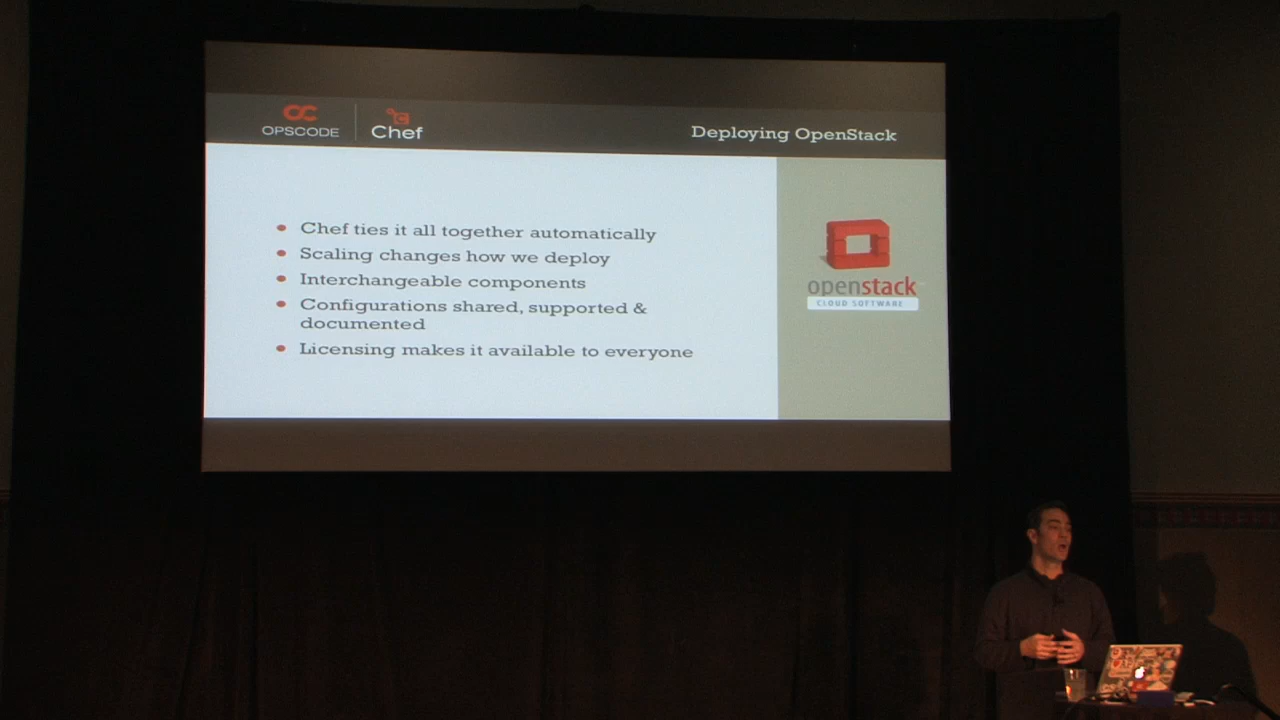 OPSCODE
Chef
Deploying OpenStack
Chef ties it all together automatically
Scaling changes how we deploy
Interchangeable components
Configurations shared, supported &
documented
Licensing makes it available to everyone
openstack
CLOUD SOFTWARE